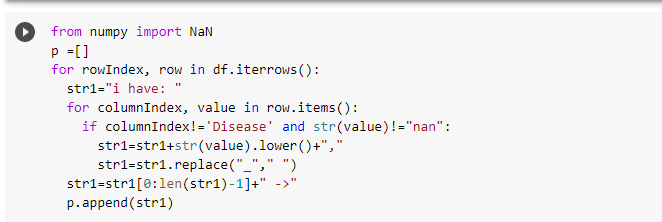 from numpy import NaN
p =[]
for rowIndex, row in df.iterrows():
  str1="i have: "
  for columnIndex, value in row.items():
    if columnIndex!='Disease' and str(value)!="nan":
      str1=str1+str(value).lower()+","
      str1=str1.replace("_"," ")
  str1=str1[0:len(str1)-1]+" ->"
  p.append(str1)